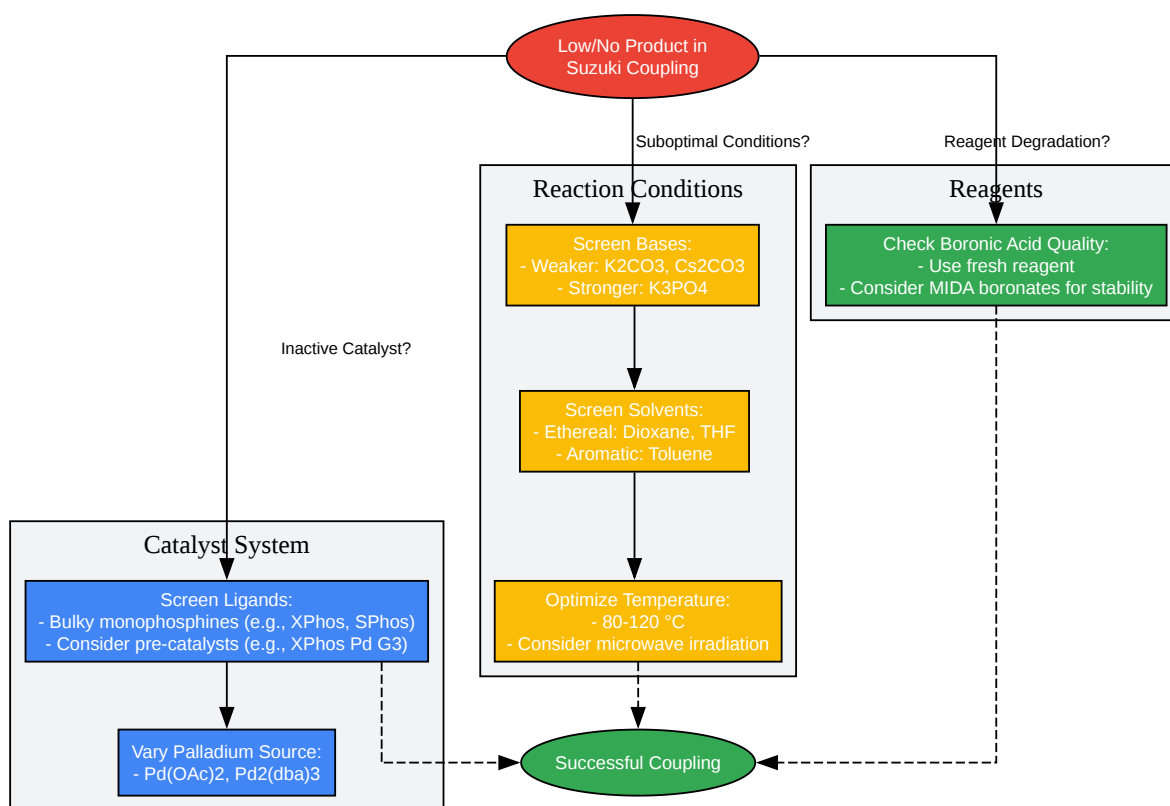 Low/No Product in
Suzuki Coupling
Suboptimal Conditions?
Reagent Degradation?
Inactive Catalyst?
Reaction Conditions
Screen Bases:
- Weaker: K2CO3, Cs2CO3
- Stronger: K3PO4
Screen Solvents:
- Ethereal: Dioxane, THF
- Aromatic: Toluene
Optimize Temperature:
- 80-120 °C
- Consider microwave irradiation
Reagents
Check Boronic Acid Quality:
- Use fresh reagent
- Consider MIDA boronates for stability
Catalyst System
Screen Ligands:
- Bulky monophosphines (e.g., XPhos, SPhos)
- Consider pre-catalysts (e.g., XPhos Pd G3)
Vary Palladium Source:
- Pd(OAc)2, Pd2(dba)3
Successful Coupling